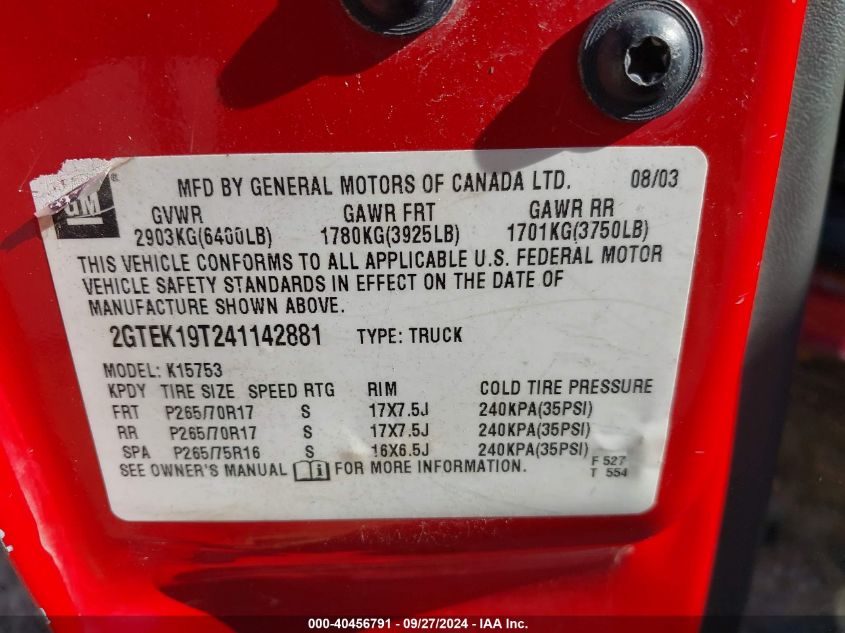 MFD BY GENERAL MOTORS OF CANADA LTD. 08/03
GM
GVWR GAWR FRT GAWR RR
2903KG(6400LB) 1780KG(3925LB) 1701KG(3750LB)
THIS VEHICLE CONFORMS TO ALL APPLICABLE U.S. FEDERAL MOTOR
VEHICLE SAFETY STANDARDS IN EFFECT ON THE DATE OF
MANUFACTURE SHOWN ABOVE.
2GTEK19T241142881 TYPE: TRUCK
MODEL: K15753
KPDY TIRE SIZE SPEED RTG RIM COLD TIRE PRESSURE
FRT P265/70R17 S 17X7.5J 240KPA(35PSI)
RR P265/70R17 S 17X7.5J 240KPA(35PSI)
SPA P265/75R16 S 16X6.5J 240KPA(35PSI)
SEE OWNER'S MANUAL i FOR MORE INFORMATION.
F 527
T 554
000-40456791 / 09/27/2024 - IAA Inc.